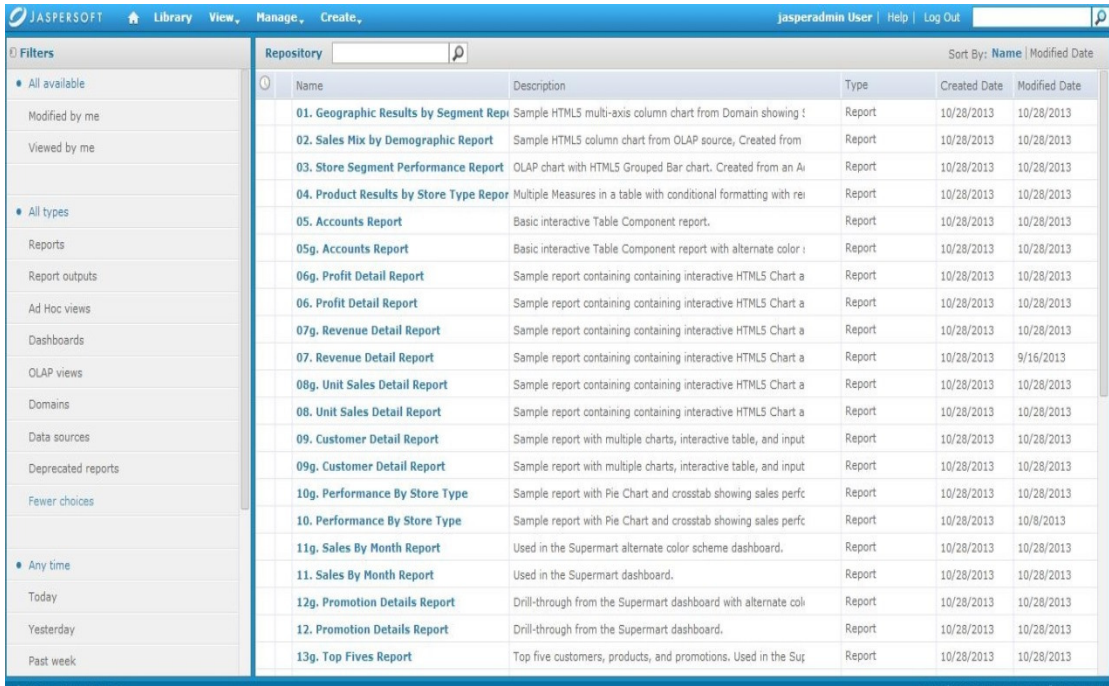 JASPERSOFT Library View Manage Create jasperadmin User | Help | Log Out
Filters
All available
Modified by me
Viewed by me
All types
Reports
Report outputs
Ad Hoc views
Dashboards
OLAP views
Domains
Data sources
Deprecated reports
Fewer choices
Any time
Today
Yesterday
Past week
Repository Sort By: Name | Modified Date
Name Description Type Created Date Modified Date
01. Geographic Results by Segment Repo Sample HTML5 multi-axis column chart from Domain showing Report 10/28/2013 10/28/2013
02. Sales Mix by Demographic Report Sample HTML5 column chart from OLAP source, Created from Report 10/28/2013 10/28/2013
03. Store Segment Performance Report OLAP chart with HTML5 Grouped Bar chart. Created from an Report 10/28/2013 10/28/2013
04. Product Results by Store Type Repor Multiple Measures in a table with conditional formatting with Report 10/28/2013 10/28/2013
05. Accounts Report Basic interactive Table Component report. Report 10/28/2013 10/28/2013
05g. Accounts Report Basic interactive Table Component report with alternate color Report 10/28/2013 10/28/2013
06g. Profit Detail Report Sample report containing containing interactive HTML5 Chart a Report 10/28/2013 10/28/2013
06. Profit Detail Report Sample report containing containing interactive HTML5 Chart a Report 10/28/2013 10/28/2013
07g. Revenue Detail Report Sample report containing containing interactive HTML5 Chart a Report 10/28/2013 10/28/2013
07. Revenue Detail Report Sample report containing containing interactive HTML5 Chart a Report 10/28/2013 9/16/2013
08g. Unit Sales Detail Report Sample report containing containing interactive HTML5 Chart a Report 10/28/2013 10/28/2013
08. Unit Sales Detail Report Sample report containing containing interactive HTML5 Chart a Report 10/28/2013 10/28/2013
09. Customer Detail Report Sample report with multiple charts, interactive table, and input Report 10/28/2013 10/28/2013
09g. Customer Detail Report Sample report with multiple charts, interactive table, and input Report 10/28/2013 10/28/2013
10g. Performance By Store Type Sample report with Pie Chart and crosstab showing sales perfc Report 10/28/2013 10/28/2013
10. Performance By Store Type Sample report with Pie Chart and crosstab showing sales perfc Report 10/28/2013 10/8/2013
11g. Sales By Month Report Used in the Supermart alternate color scheme dashboard. Report 10/28/2013 10/28/2013
11. Sales By Month Report Used in the Supermart dashboard. Report 10/28/2013 10/28/2013
12g. Promotion Details Report Drill-through from the Supermart dashboard with alternate col Report 10/28/2013 10/28/2013
12. Promotion Details Report Drill-through from the Supermart dashboard. Report 10/28/2013 10/28/2013
13g. Top Fives Report Top five customers, products, and promotions. Used in the Sup Report 10/28/2013 10/28/2013